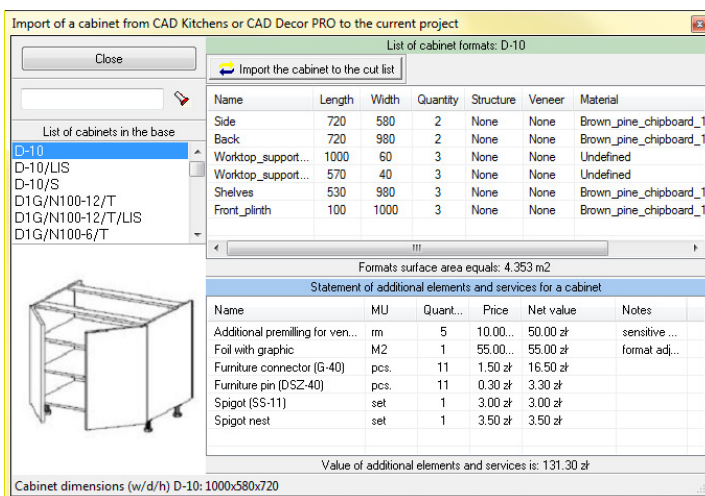 Import of a cabinet from CAD Kitchens or CAD Decor PRO to the current project
Close
List of cabinets in the base
D-10
D-10/LIS
D-10/S
D1G/N100-12/T
D1G/N100-12/T/LIS
D1G/N100-6/T
List of cabinet formats: D-10
Import the cabinet to the cut list
Name Length Width Quantity Structure Veneer Material
Side 720 580 2 None None Brown_pine_chipboard_1
Back 720 980 2 None None Brown_pine_chipboard_1
Worktop_support... 1000 60 3 None None Undefined
Worktop_support... 570 40 3 None None Undefined
Shelves 530 980 3 None None Brown_pine_chipboard_1
Front_plinth 100 1000 3 None None Brown_pine_chipboard_1
Formats surface area equals: 4.353 m2
Statement of additional elements and services for a cabinet
Name MU Quant... Price Net value Notes
Additional premilling for ven... rm 5 10.00... 50.00 zł sensitive ...
Foil with graphic M2 1 55.00... 55.00 zł format adj...
Furniture connector (G-40) pcs. 11 1.50 zł 16.50 zł
Furniture pin (DSZ-40) pcs. 11 0.30 zł 3.30 zł
Spigot (SS-11) set 1 3.00 zł 3.00 zł
Spigot nest set 1 3.50 zł 3.50 zł
Value of additional elements and services is: 131.30 zł
Cabinet dimensions (w/d/h) D-10: 1000x580x720